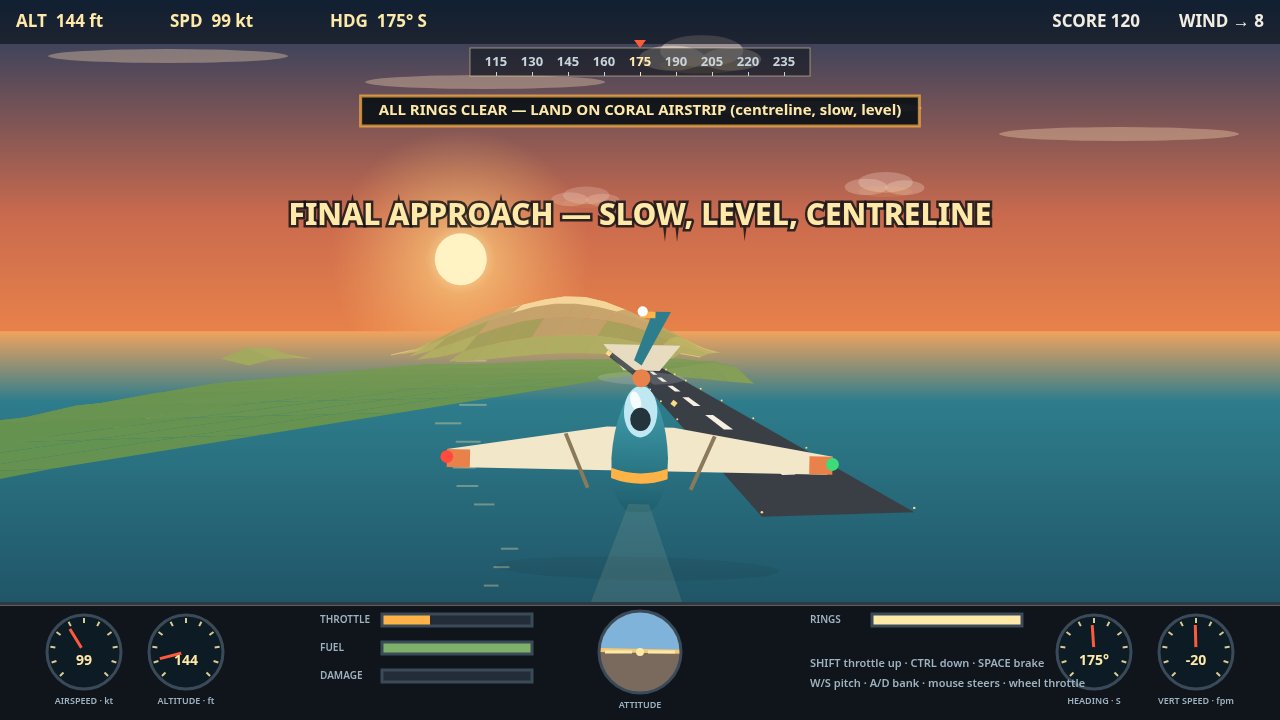 ALT 144 ft SPD 99 kt HDG 175° S SCORE 120 WIND → 8
115 130 145 160 175 190 205 220 235
ALL RINGS CLEAR — LAND ON CORAL AIRSTRIP (centreline, slow, level)
FINAL APPROACH — SLOW, LEVEL, CENTRELINE
99
AIRSPEED · kt
144
ALTITUDE · ft
THROTTLE
FUEL
DAMAGE
ATTITUDE
RINGS
SHIFT throttle up · CTRL down · SPACE brake
W/S pitch · A/D bank · mouse steers · wheel throttle
175°
HEADING · S
-20
VERT SPEED · fpm